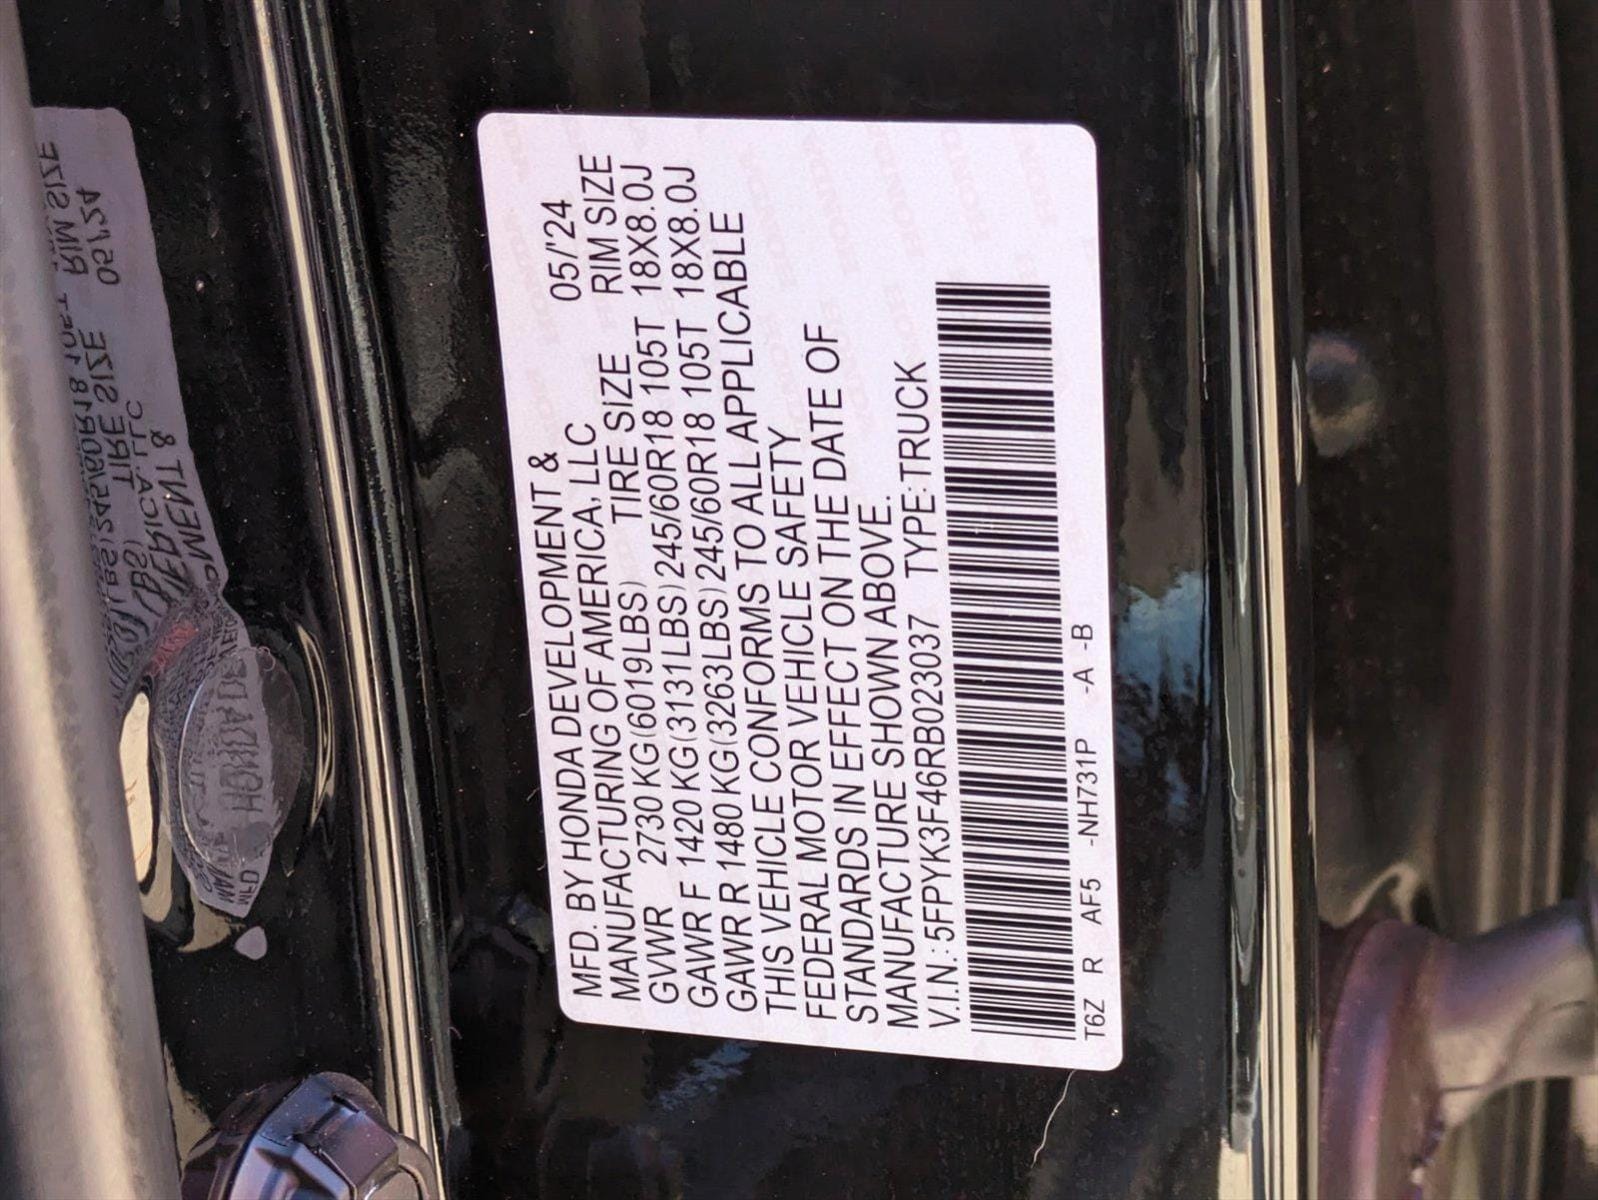 MFD. BY HONDA DEVELOPMENT & 05/'24
MANUFACTURING OF AMERICA, LLC
TIRE SIZE RIM SIZE
GVWR 2730 KG(6019LBS)
GAWR F 1420 KG(3131LBS) 245/60R18 105T 18X8.0J
GAWR R 1480 KG(3263LBS) 245/60R18 105T 18X8.0J
THIS VEHICLE CONFORMS TO ALL APPLICABLE
FEDERAL MOTOR VEHICLE SAFETY
STANDARDS IN EFFECT ON THE DATE OF
MANUFACTURE SHOWN ABOVE.
V.I.N.: 5FPYK3F46RB023037 TYPE:TRUCK
T6Z R AF5 -NH731P -A -B